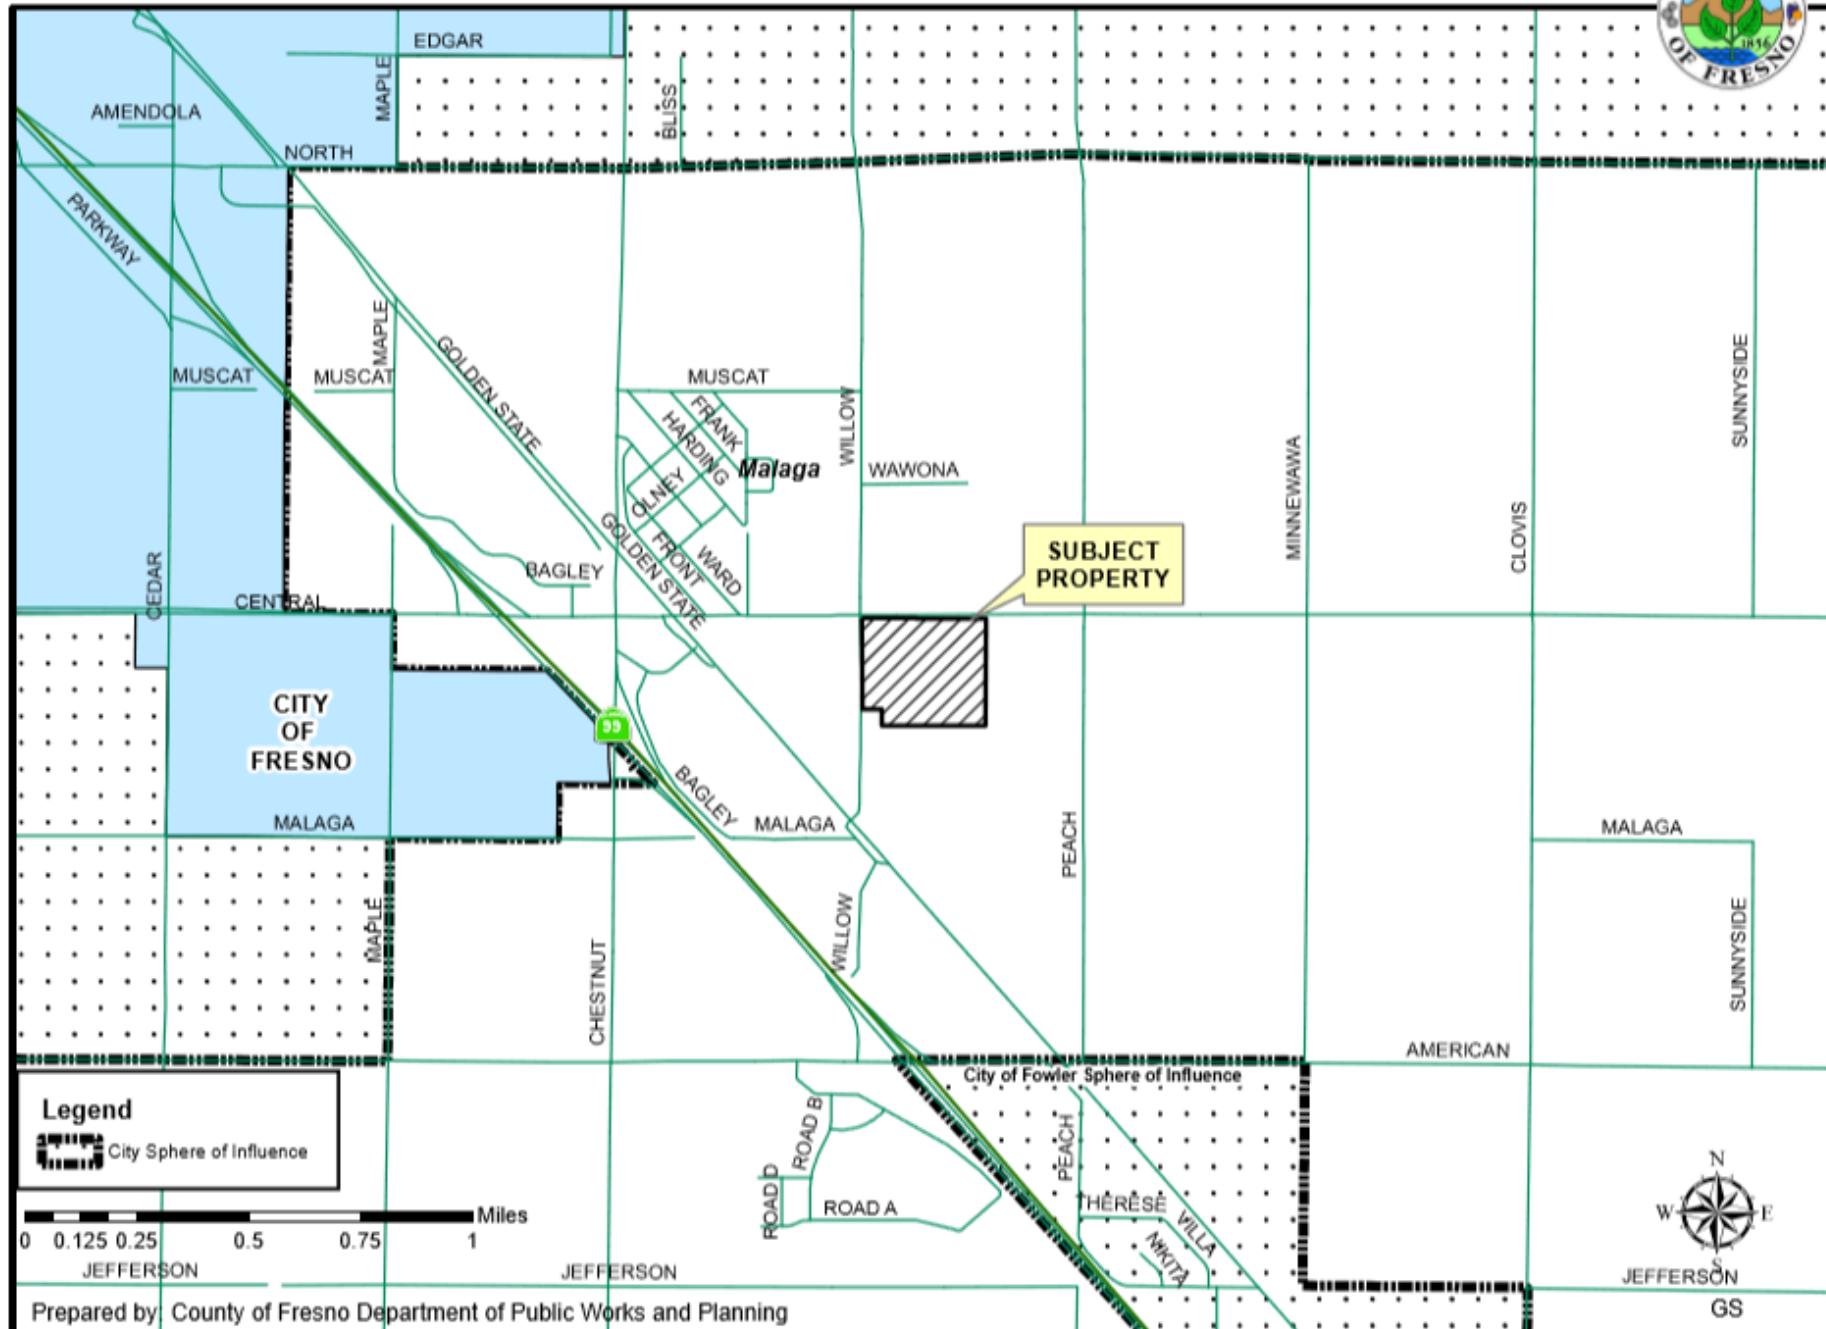 EDGAR
MAPLE
BLISS
AMENDOLA
NORTH
1856
OF FRESNO
PARKWAY
MAPLE
GOLDEN STATE
MUSCAT
MUSCAT
MUSCAT
FRANK
HARDING
Malaga
OLNEY
WILLOW
WAWONA
SUNNYSIDE
MINNEWAWA
CLOVIS
GOLDEN STATE
FRONT
WARD
BAGLEY
CEDAR
CENTRAL
SUBJECT
PROPERTY
CITY
OF
FRESNO
99
BAGLEY
MALAGA
MALAGA
MALAGA
PEACH
MAPLE
CHESTNUT
WILLOW
SUNNYSIDE
AMERICAN
City of Fowler Sphere of Influence
Legend
City Sphere of Influence
ROAD B
ROAD D
ROAD A
PEACH
THERESE
VILLA
NIKITA
N
W E
S
Miles
0 0.125 0.25 0.5 0.75 1
JEFFERSON
JEFFERSON
JEFFERSON
GS
Prepared by: County of Fresno Department of Public Works and Planning